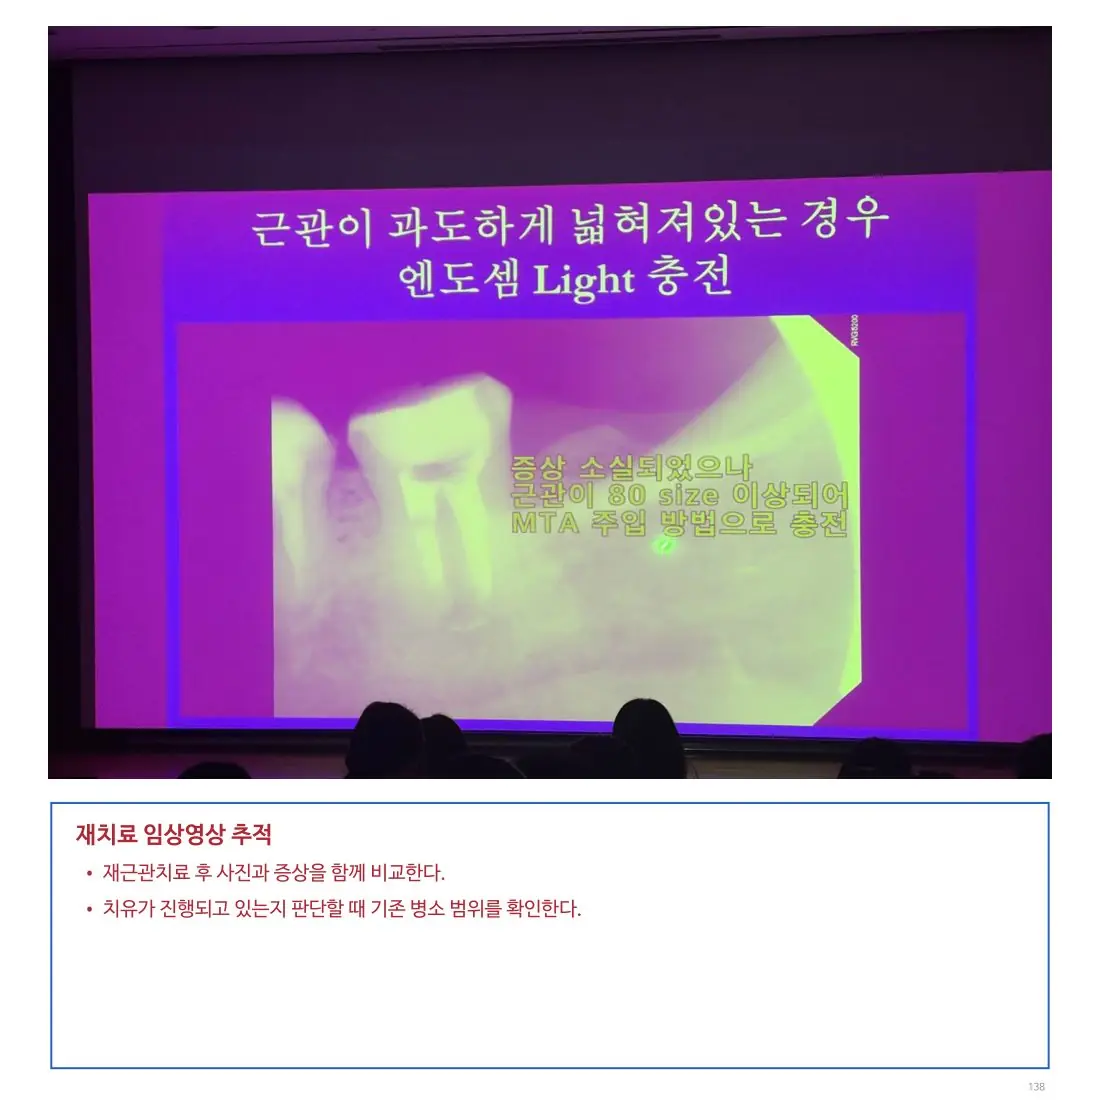 근관이 과도하게 넓혀져있는 경우
엔도셈 Light 충전
RVG5200
증상 소실되었으나
근관이 80 size 이상되어
MTA 주입 방법으로 충전
재치료 임상영상 추적
• 재근관치료 후 사진과 증상을 함께 비교한다.
• 치유가 진행되고 있는지 판단할 때 기존 병소 범위를 확인한다.
138